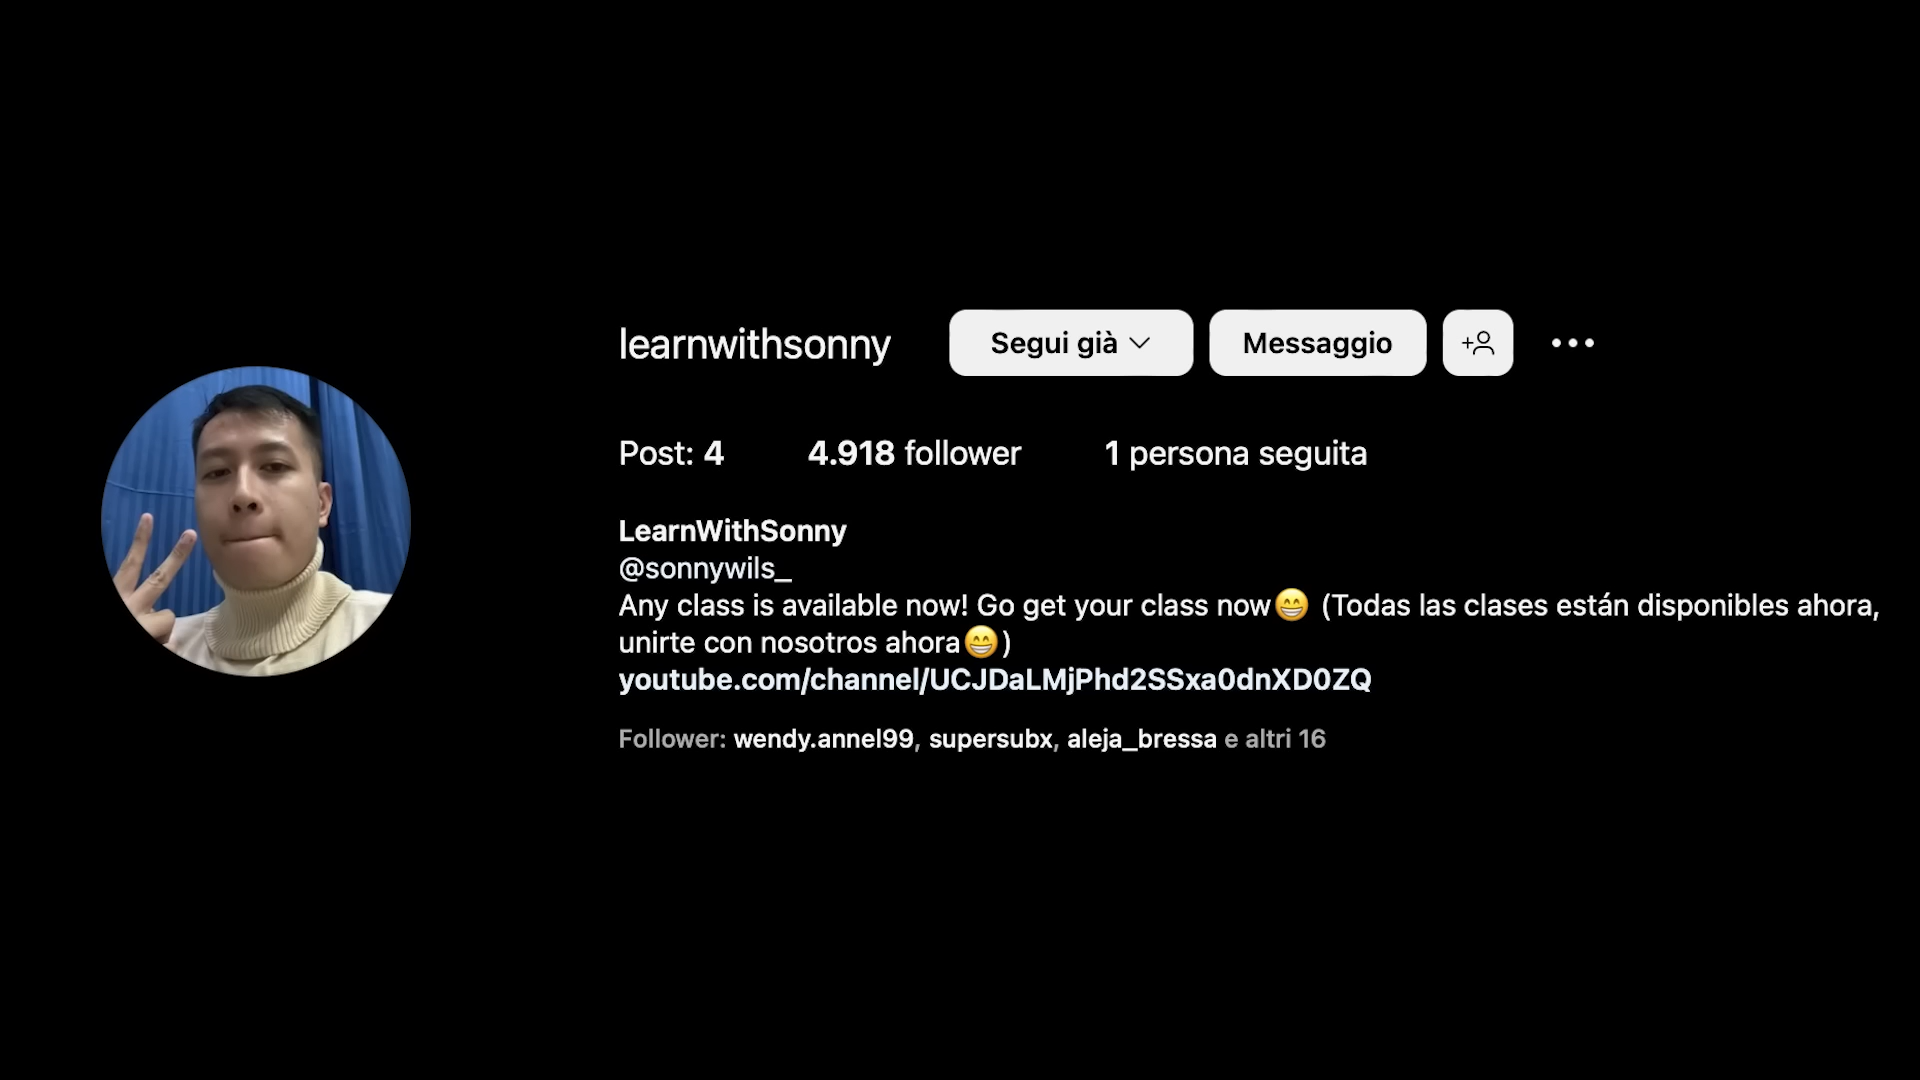 learnwithsonny Segui già Messaggio
Post: 4 4.918 follower 1 persona seguita
LearnWithSonny
@sonnywils_
Any class is available now! Go get your class now😁 (Todas las clases están disponibles ahora,
unirte con nosotros ahora😁)
youtube.com/channel/UCJDaLMjPhd2SSxa0dnXD0ZQ
Follower: wendy.annel99, supersubx, aleja_bressa e altri 16